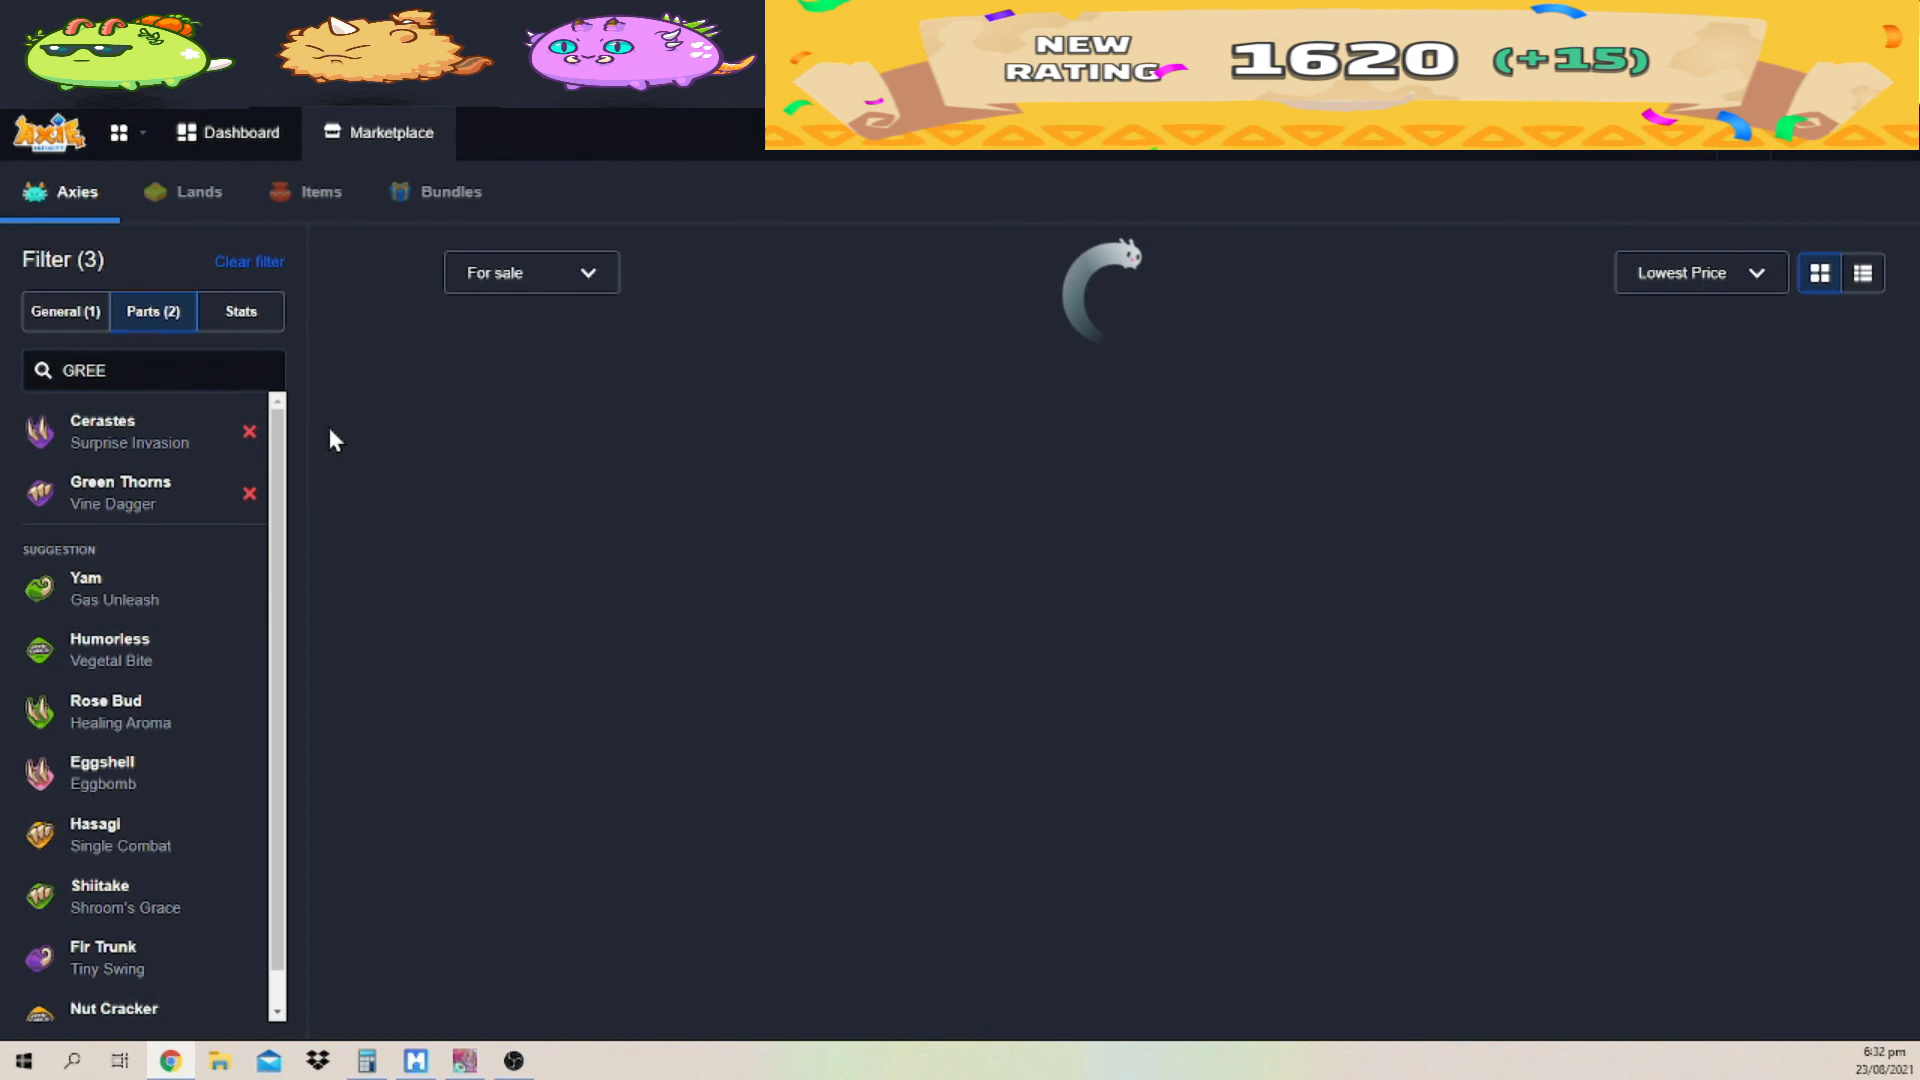 NEW
RATING 1620 (+15)
AXIE
INFINITY
Dashboard
Marketplace
Axies
Lands
Items
Bundles
Filter (3)
Clear filter
General (1)
Parts (2)
Stats
For sale
Lowest Price
GREE
Cerastes
Surprise Invasion
Green Thorns
Vine Dagger
SUGGESTION
Yam
Gas Unleash
Humorless
Vegetal Bite
Rose Bud
Healing Aroma
Eggshell
Eggbomb
Hasagi
Single Combat
Shiitake
Shroom's Grace
Fir Trunk
Tiny Swing
Nut Cracker
6:32 pm
23/08/2021